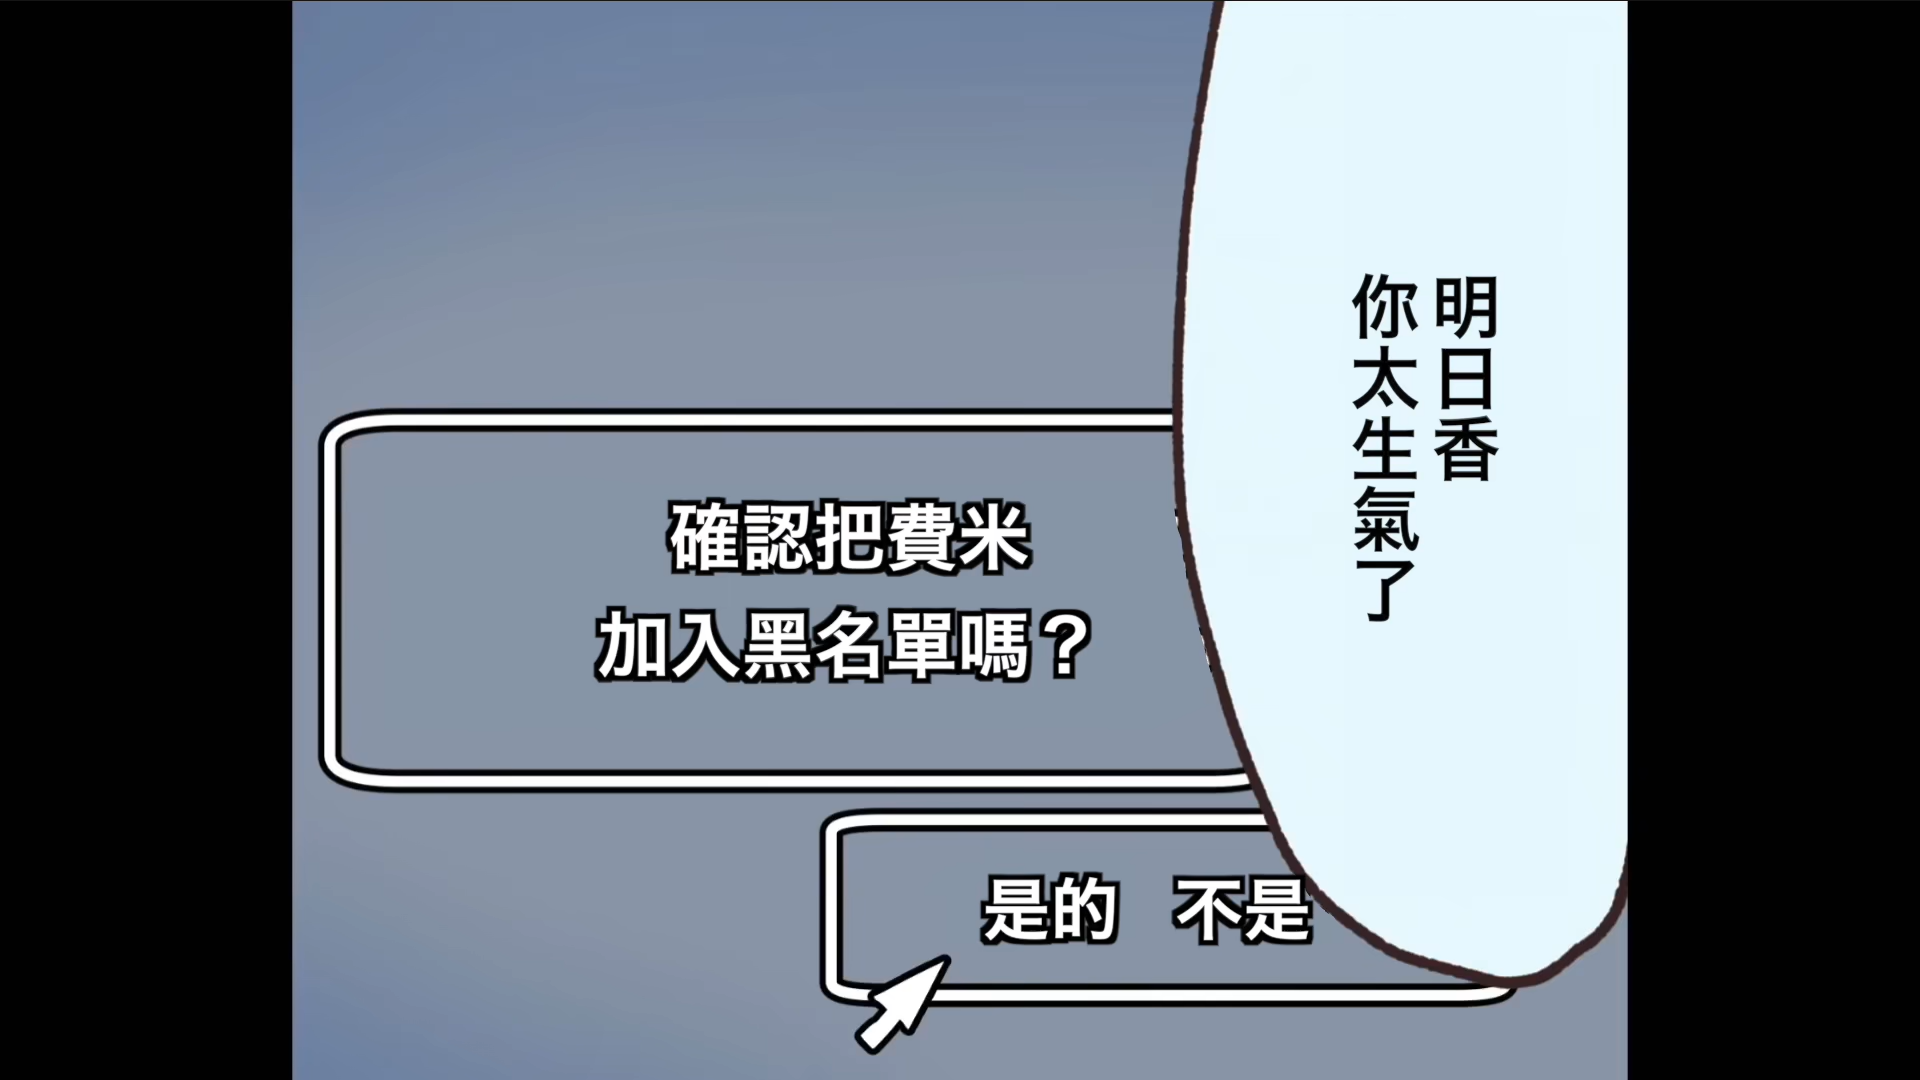 明日香
你太生氣了
確認把費米
加入黑名單嗎？
是的　不是